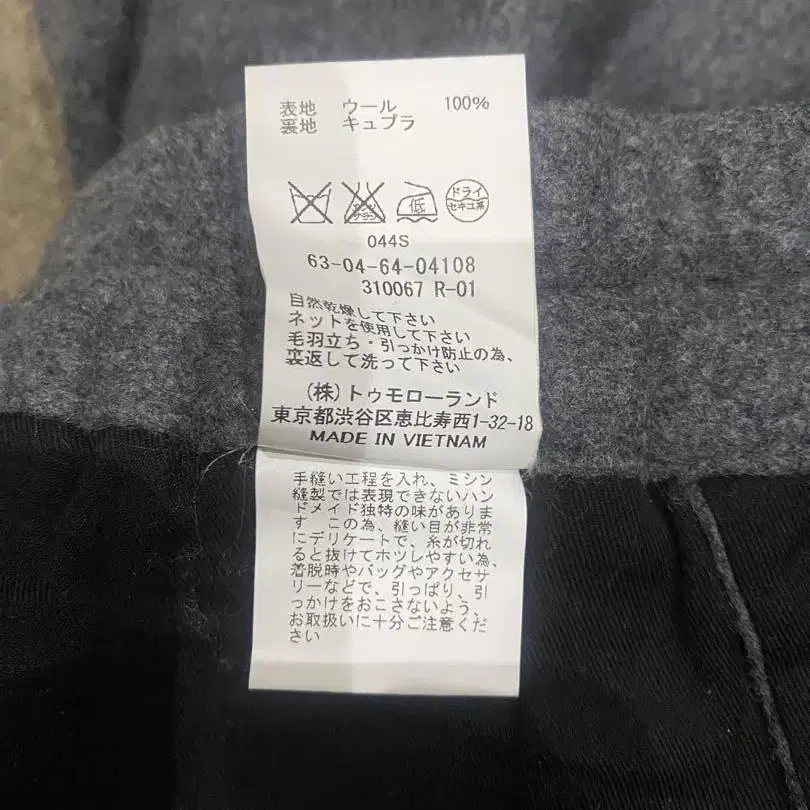 表地 ウール 100%
裏地 キュプラ
低
ドライ
セキユ系
044S
63-04-64-04108
310067 R-01
自然乾燥して下さい
ネットを使用して下さい
毛羽立ち・引っかけ防止の為、
裏返して洗って下さい
(株)トゥモローランド
東京都渋谷区恵比寿西1-32-18
MADE IN VIETNAM
手縫い工程を入れ、ミシン
縫製では表現できないハン
ドメイド独特の味がありま
す この為、縫い目が非常
にデリケートで、糸が切れ
ると抜けてホツレしやすい為、
着脱時やバッグやアクセサ
リーなどで、引っぱり、引
っかけをおこさないよう、
お取扱いに十分ご注意くだ
さい